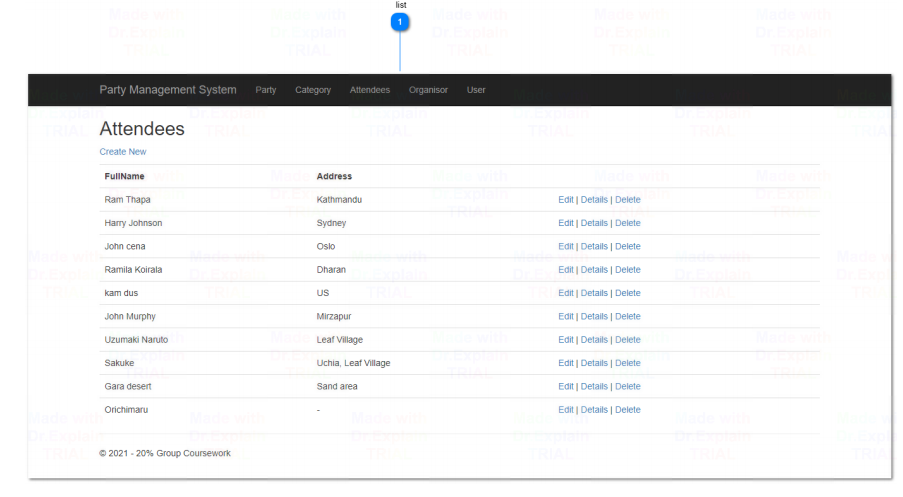 list
1
Party Management System Party Category Attendees Organisor User
Attendees
Create New
FullName Address
Ram Thapa Kathmandu Edit | Details | Delete
Harry Johnson Sydney Edit | Details | Delete
John cena Oslo Edit | Details | Delete
Ramila Koirala Dharan Edit | Details | Delete
kam dus US Edit | Details | Delete
John Murphy Mirzapur Edit | Details | Delete
Uzumaki Naruto Leaf Village Edit | Details | Delete
Sakuke Uchia, Leaf Village Edit | Details | Delete
Gara desert Sand area Edit | Details | Delete
Orichimaru - Edit | Details | Delete
© 2021 - 20% Group Coursework
Made with
Dr.Explain
TRIAL